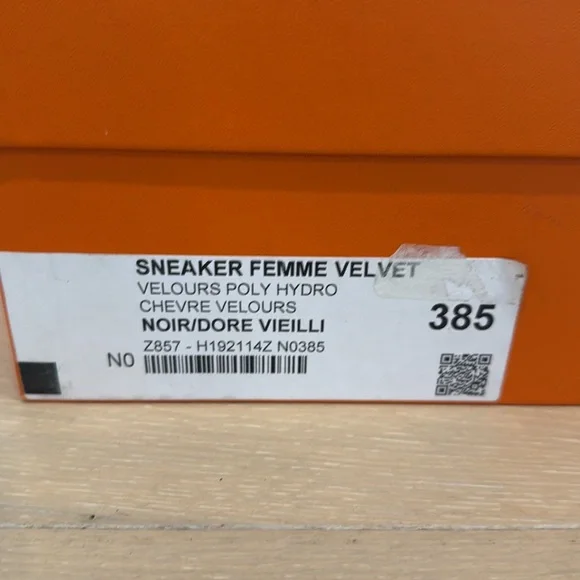 SNEAKER FEMME VELVET
VELOURS POLY HYDRO
CHEVRE VELOURS
385
NOIR/DORE VIEILLI
Z857 - H192114Z N0385
N0